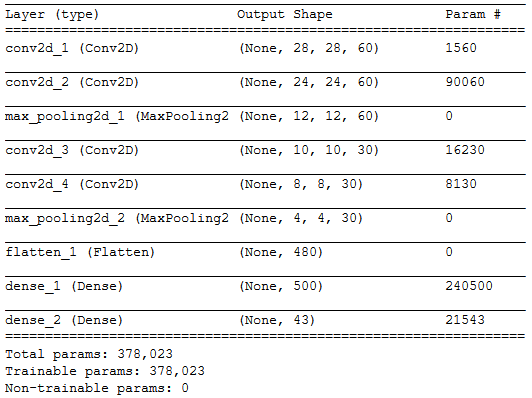 Layer (type) Output Shape Param #
conv2d_1 (Conv2D) (None, 28, 28, 60) 1560
conv2d_2 (Conv2D) (None, 24, 24, 60) 90060
max_pooling2d_1 (MaxPooling2 (None, 12, 12, 60) 0
conv2d_3 (Conv2D) (None, 10, 10, 30) 16230
conv2d_4 (Conv2D) (None, 8, 8, 30) 8130
max_pooling2d_2 (MaxPooling2 (None, 4, 4, 30) 0
flatten_1 (Flatten) (None, 480) 0
dense_1 (Dense) (None, 500) 240500
dense_2 (Dense) (None, 43) 21543
Total params: 378,023
Trainable params: 378,023
Non-trainable params: 0